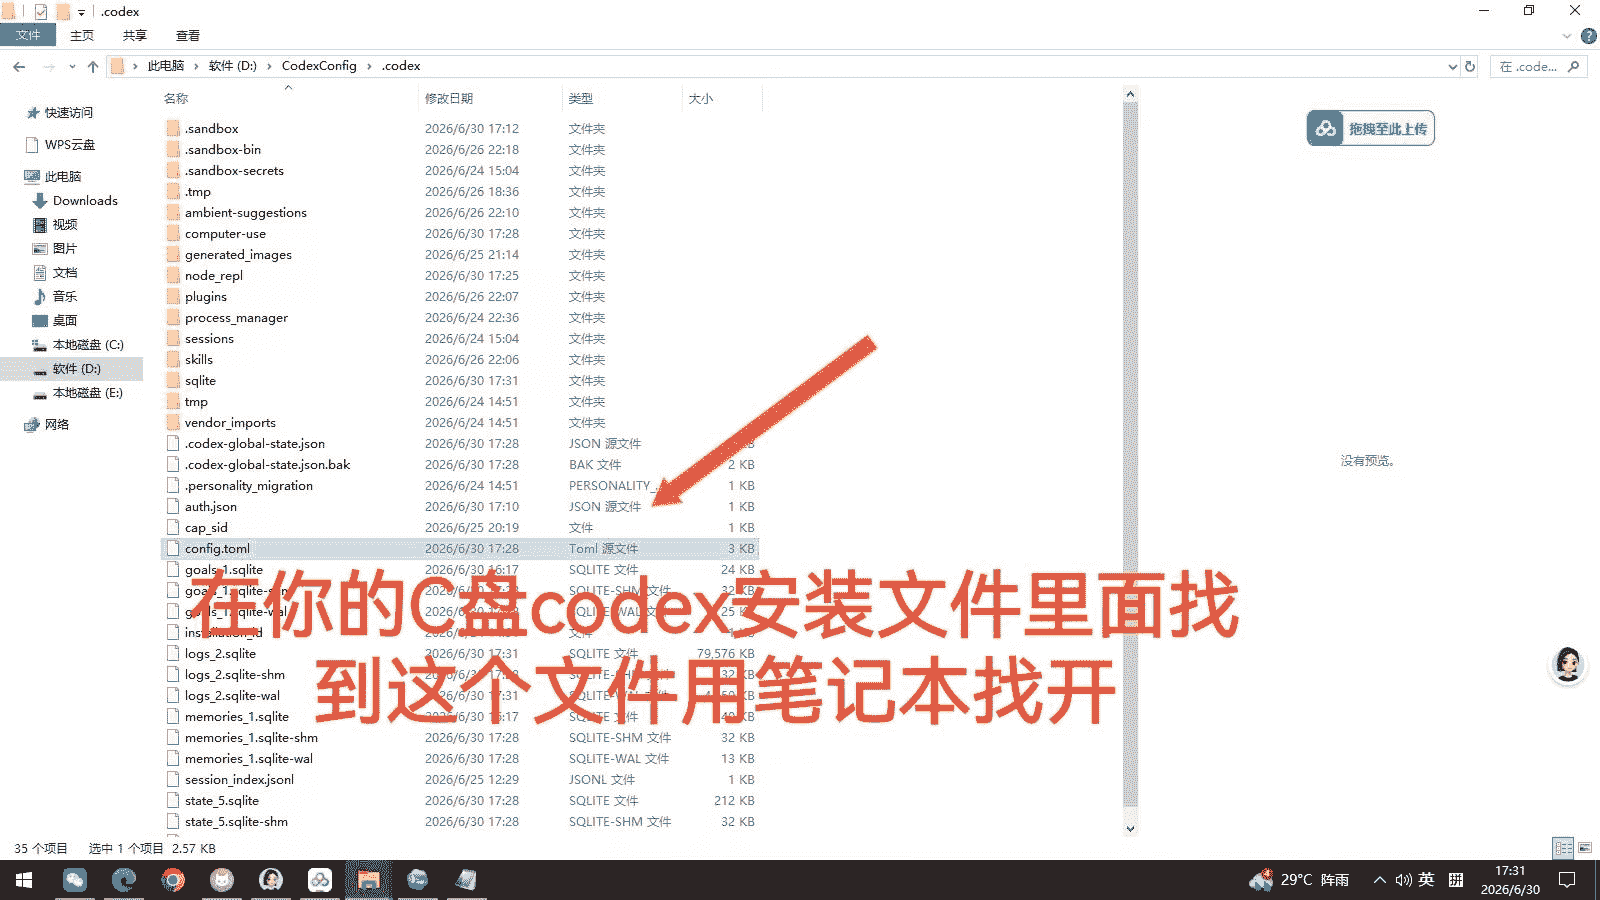 .codex
文件 主页 共享 查看
此电脑 › 软件 (D:) › CodexConfig › .codex
在 .code...
名称 修改日期 类型 大小
快速访问
WPS云盘
此电脑
Downloads
视频
图片
文档
音乐
桌面
本地磁盘 (C:)
软件 (D:)
本地磁盘 (E:)
网络
.sandbox 2026/6/30 17:12 文件夹
.sandbox-bin 2026/6/26 22:18 文件夹
.sandbox-secrets 2026/6/24 15:04 文件夹
.tmp 2026/6/26 18:36 文件夹
ambient-suggestions 2026/6/26 22:10 文件夹
computer-use 2026/6/30 17:28 文件夹
generated_images 2026/6/25 21:14 文件夹
node_repl 2026/6/30 17:25 文件夹
plugins 2026/6/26 22:07 文件夹
process_manager 2026/6/24 22:36 文件夹
sessions 2026/6/24 15:04 文件夹
skills 2026/6/26 22:06 文件夹
sqlite 2026/6/30 17:31 文件夹
tmp 2026/6/24 14:51 文件夹
vendor_imports 2026/6/24 14:51 文件夹
.codex-global-state.json 2026/6/30 17:28 JSON 源文件 KB
.codex-global-state.json.bak 2026/6/30 17:28 BAK 文件 2 KB
.personality_migration 2026/6/24 14:51 PERSONALITY_... 1 KB
auth.json 2026/6/30 17:10 JSON 源文件 1 KB
cap_sid 2026/6/25 20:19 文件 1 KB
config.toml 2026/6/30 17:28 Toml 源文件 3 KB
goals_1.sqlite 16:17 SQLITE 文件 24 KB
SQLITE-SHM 文件 32 KB
SQLITE-WAL 文件
installation_id
logs_2.sqlite SQLITE 文件 79,576 KB
logs_2.sqlite-shm
logs_2.sqlite-wal
memories_1.sqlite SQLITE 文件
memories_1.sqlite-shm 2026/6/30 17:28 SQLITE-SHM 文件 32 KB
memories_1.sqlite-wal 2026/6/30 17:28 SQLITE-WAL 文件 13 KB
session_index.jsonl 2026/6/25 12:29 JSONL 文件 1 KB
state_5.sqlite 2026/6/30 17:28 SQLITE 文件 212 KB
state_5.sqlite-shm 2026/6/30 17:28 SQLITE-SHM 文件 32 KB
在你的C盘codex安装文件里面找
到这个文件用笔记本找开
拖拽至此上传
没有预览。
35 个项目 选中 1 个项目 2.57 KB
29°C 阵雨 英 拼 17:31
2026/6/30